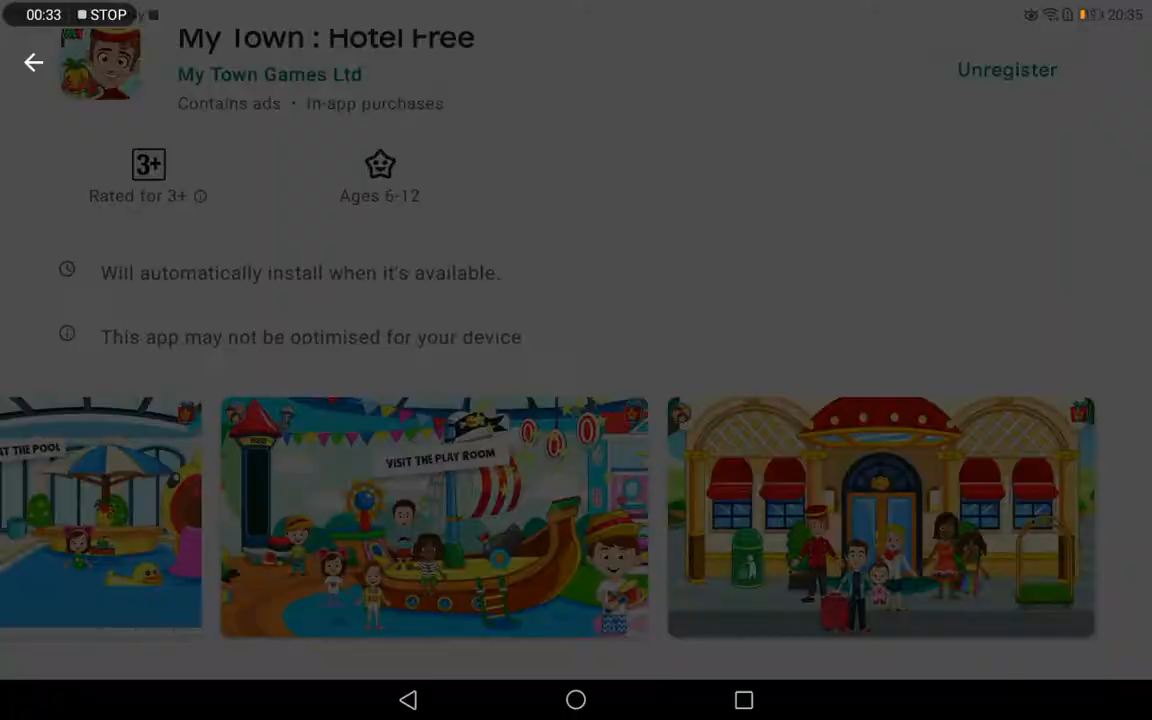 00:33 STOP
20:35
My Town : Hotel Free
My Town Games Ltd
Unregister
Contains ads • In-app purchases
3+
Rated for 3+
Ages 6-12
Will automatically install when it's available.
This app may not be optimised for your device
AT THE POOL
VISIT THE PLAY ROOM